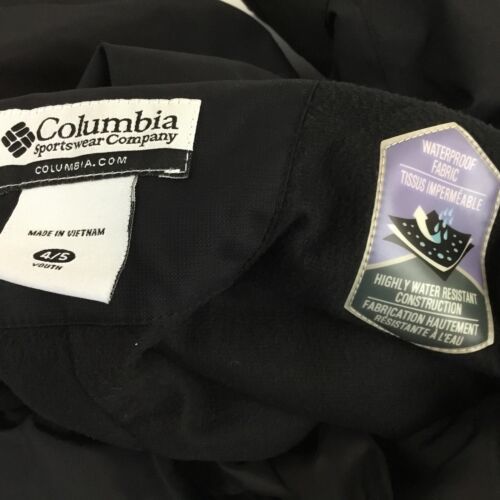 Columbia
Sportswear Company
COLUMBIA.COM
MADE IN VIETNAM
4/5
YOUTH
WATERPROOF
FABRIC
TISSUS IMPERMÉABLE
HIGHLY WATER RESISTANT
CONSTRUCTION
FABRICATION HAUTEMENT
RÉSISTANTE À L'EAU